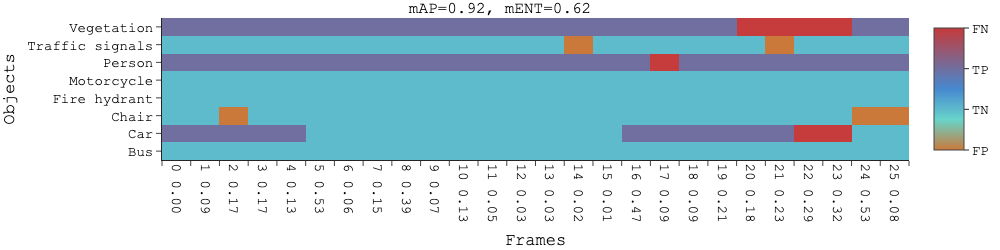 mAP=0.92, mENT=0.62
Objects
Vegetation
Traffic signals
Person
Motorcycle
Fire hydrant
Chair
Car
Bus
FN
TP
TN
FP
0 0.00
1 0.09
2 0.17
3 0.17
4 0.13
5 0.53
6 0.06
7 0.15
8 0.39
9 0.07
10 0.13
11 0.05
12 0.03
13 0.03
14 0.02
15 0.01
16 0.47
17 0.09
18 0.09
19 0.21
20 0.18
21 0.23
22 0.29
23 0.32
24 0.53
25 0.08
Frames